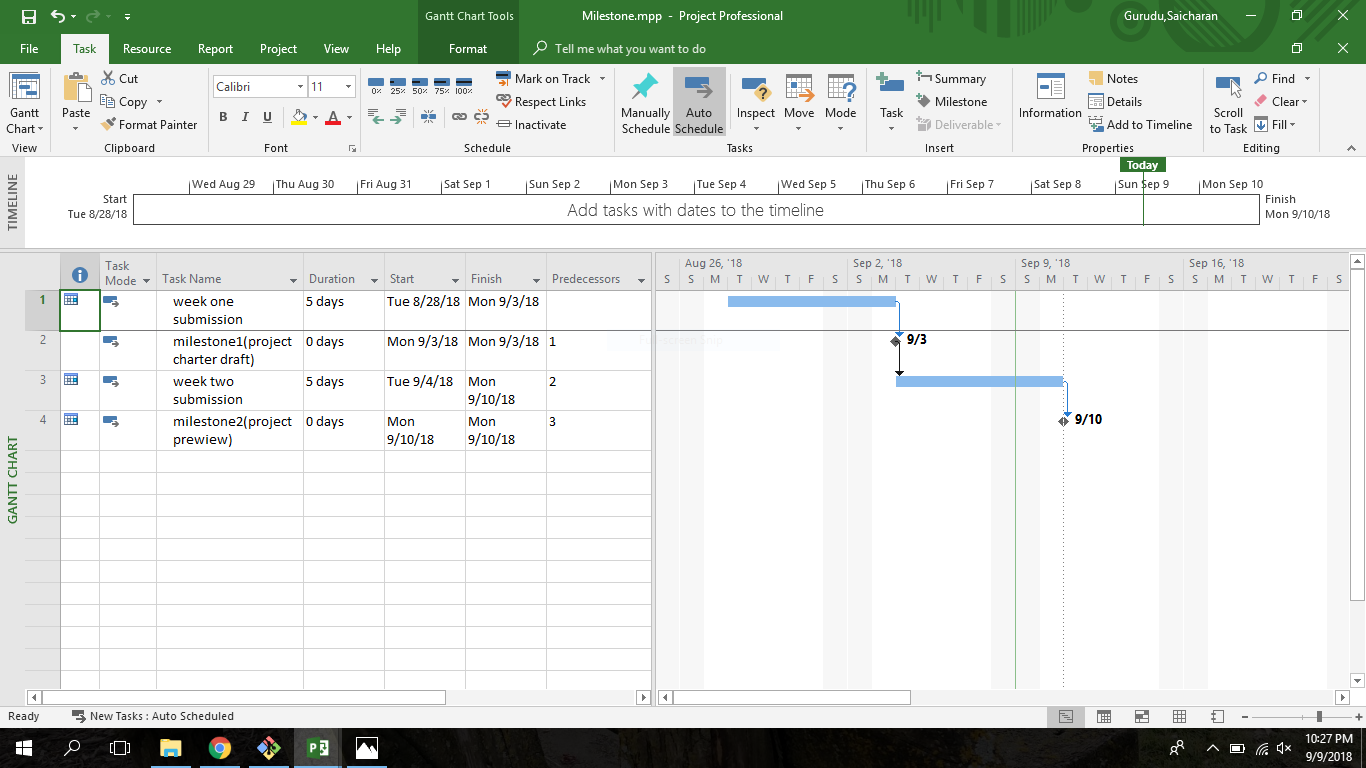 Gantt Chart Tools
Milestone.mpp - Project Professional
Gurudu,Saicharan
File Task Resource Report Project View Help Format Tell me what you want to do
Gantt Chart
View
Paste
Cut
Copy
Format Painter
Clipboard
Calibri 11
B I U A
Font
0% 25% 50% 75% 100%
Mark on Track
Respect Links
Inactivate
Schedule
Manually Schedule
Auto Schedule
Inspect
Move
Mode
Tasks
Task
Summary
Milestone
Deliverable
Insert
Information
Notes
Details
Add to Timeline
Properties
Scroll to Task
Find
Clear
Fill
Editing
TIMELINE
Today
Wed Aug 29 Thu Aug 30 Fri Aug 31 Sat Sep 1 Sun Sep 2 Mon Sep 3 Tue Sep 4 Wed Sep 5 Thu Sep 6 Fri Sep 7 Sat Sep 8 Sun Sep 9 Mon Sep 10
Start
Tue 8/28/18
Add tasks with dates to the timeline
Finish
Mon 9/10/18
GANTT CHART
Task Mode Task Name Duration Start Finish Predecessors
1 week one submission 5 days Tue 8/28/18 Mon 9/3/18
2 milestone1(project charter draft) 0 days Mon 9/3/18 Mon 9/3/18 1
3 week two submission 5 days Tue 9/4/18 Mon 9/10/18 2
4 milestone2(project prewiew) 0 days Mon 9/10/18 Mon 9/10/18 3
Aug 26, '18 Sep 2, '18 Sep 9, '18 Sep 16, '18
S S M T W T F S S M T W T F S S M T W T F S S M T W T F S
9/3
9/10
Ready New Tasks : Auto Scheduled
10:27 PM
9/9/2018